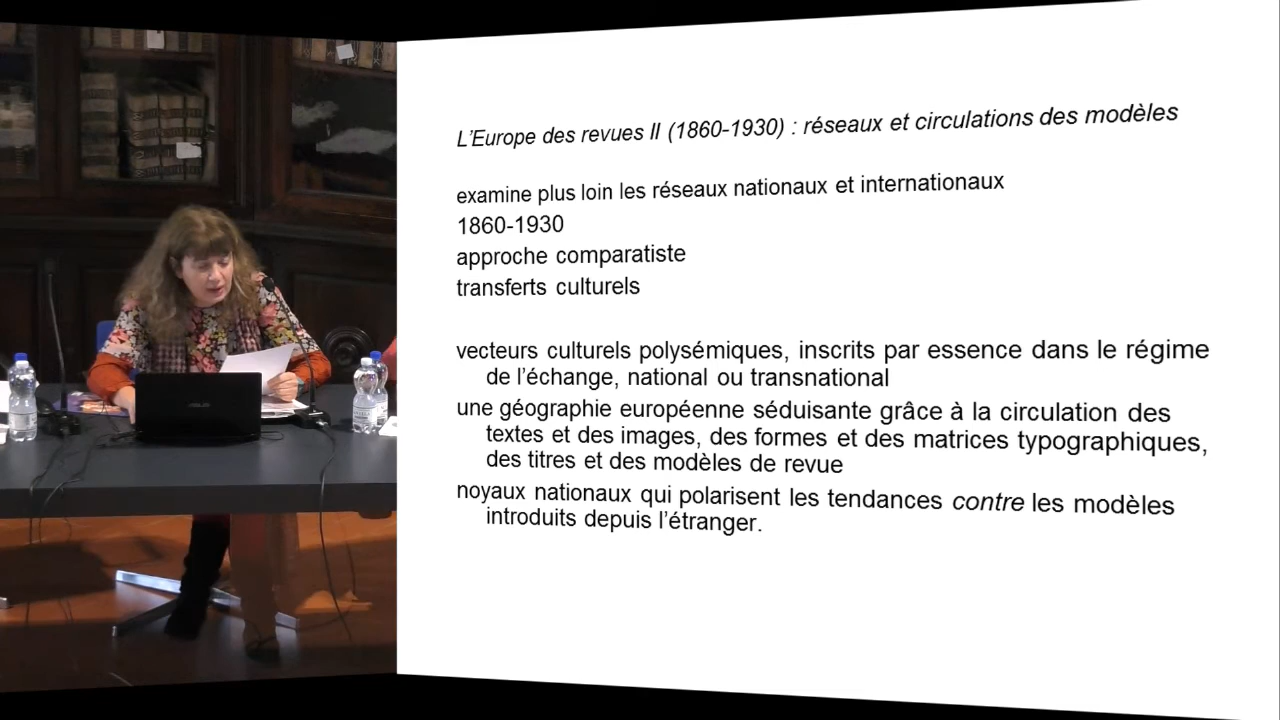 L'Europe des revues II (1860-1930) : réseaux et circulations des modèles
examine plus loin les réseaux nationaux et internationaux
1860-1930
approche comparatiste
transferts culturels
vecteurs culturels polysémiques, inscrits par essence dans le régime
de l'échange, national ou transnational
une géographie européenne séduisante grâce à la circulation des
textes et des images, des formes et des matrices typographiques,
des titres et des modèles de revue
noyaux nationaux qui polarisent les tendances contre les modèles
introduits depuis l'étranger.
ASUS